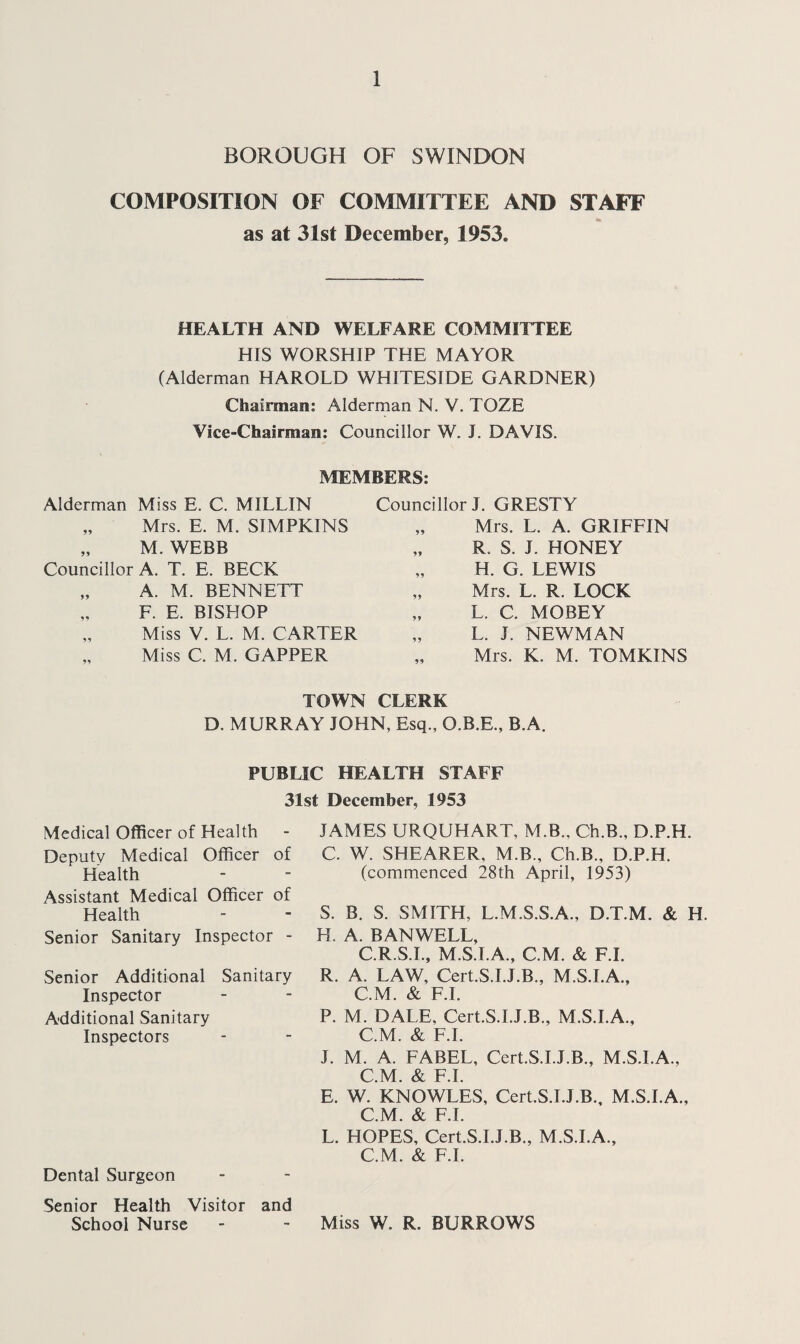 1
BOROUGH OF SWINDON
COMPOSITION OF COMMITTEE AND STAFF
as at 31st December, 1953.
HEALTH AND WELFARE COMMITTEE
HIS WORSHIP THE MAYOR
(Alderman HAROLD WHITESIDE GARDNER)
Chairman: Alderman N. V. TOZE
Vice-Chairman: Councillor W. J. DAVIS.
MEMBERS:
Alderman Miss E. C. MILLIN
„ Mrs. E. M. SIMPKINS
„ M. WEBB
Councillor A. T. E. BECK
„ A. M. BENNETT
„ F. E. BISHOP
„ Miss V. L. M. CARTER
„ Miss C. M. GAPPER
Councillor J. GRESTY
„ Mrs. L. A. GRIFFIN
„ R. S. J. HONEY
„ H. G. LEWIS
„ Mrs. L. R. LOCK
„ L. C. MOBEY
„ L. J. NEWMAN
„ Mrs. K. M. TOMKINS
TOWN CLERK
D. MURRAY JOHN, Esq., O.B.E., B.A.
PUBLIC HEALTH STAFF
31st December, 1953
Medical Officer of Health - JAMES URQUHART, M.B., Ch.B., D.P.H.
Deputy Medical Officer of C. W. SHEARER, M.B., Ch.B., D.P.H.
Health - - (commenced 28th April, 1953)
Assistant Medical Officer of
Health - - S. B. S. SMITH, L.M.S.S.A., D.T.M. & H.
Senior Sanitary Inspector - H. A. BANWELL,
C.R.S.I., M.S.I.A., C.M. & F.I.
Senior Additional Sanitary R. A. LAW, Cert.S.I.J.B., M.S.I.A.,
Inspector - - C.M. & F.I.
Additional Sanitary P. M. DALE, Cert.S.I.J.B., M.S.I.A.,
Inspectors - - C.M. & F.I.
J. M. A. FABEL, Cert.S.I.J.B., M.S.I.A.,
C.M. & F.I.
E. W. KNOWLES, Cert.S.I.J.B., M.S.I.A.,
C.M. & F.I.
L. HOPES, Cert.S.I.J.B., M.S.I.A.,
C.M. & F.I.
Dental Surgeon - -
Senior Health Visitor and
School Nurse - - Miss W. R. BURROWS